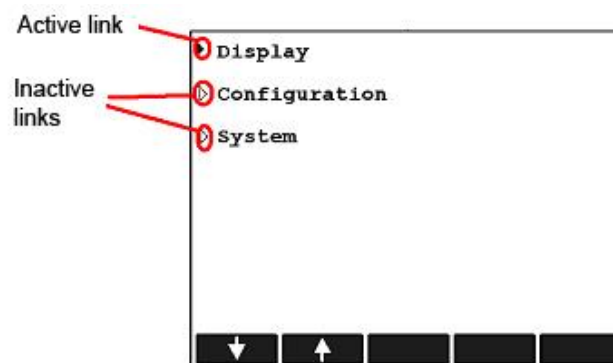 Active link
Display
Inactive
links
Configuration
System